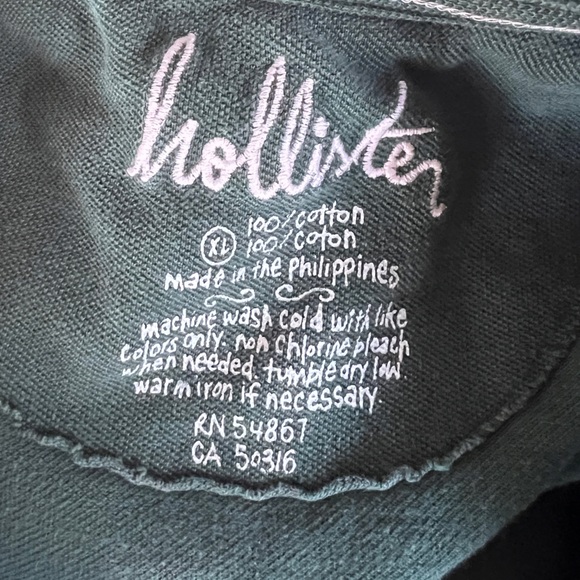 hollister
100% cotton
XL 100% coton
Made in the Philippines
machine wash cold with like
colors only. non chlorine bleach
when needed. tumble dry low.
warm iron if necessary.
RN 54867
CA 50316